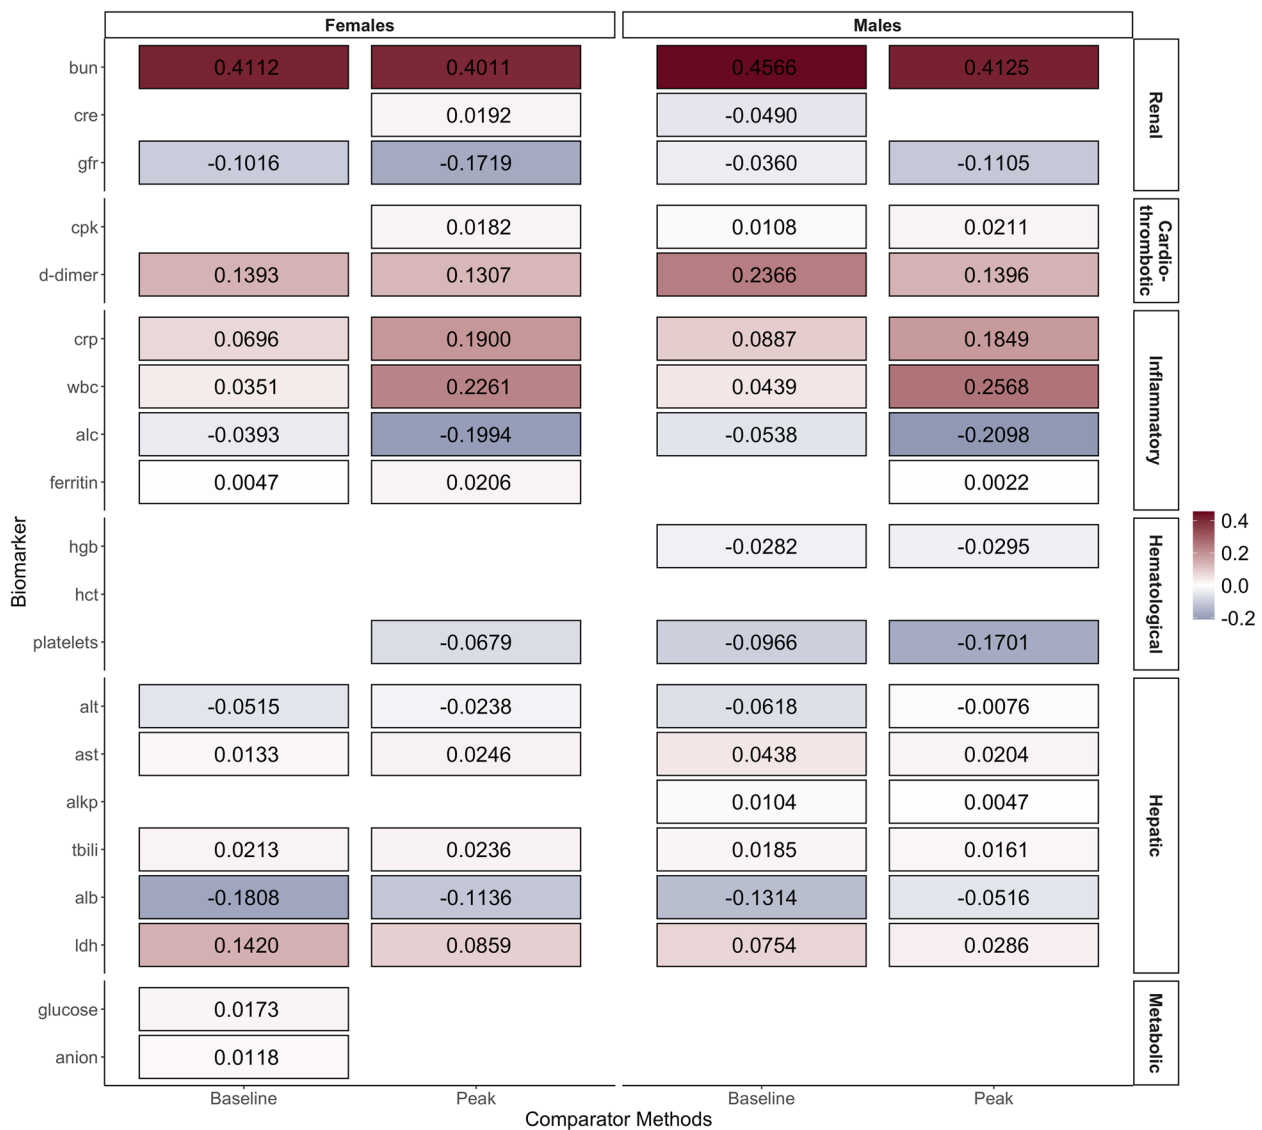 Females
Males
bun 0.4112 0.4011 0.4566 0.4125
cre 0.0192 -0.0490
gfr -0.1016 -0.1719 -0.0360 -0.1105
Renal
cpk 0.0182 0.0108 0.0211
d-dimer 0.1393 0.1307 0.2366 0.1396
Cardio-
thrombotic
crp 0.0696 0.1900 0.0887 0.1849
wbc 0.0351 0.2261 0.0439 0.2568
alc -0.0393 -0.1994 -0.0538 -0.2098
ferritin 0.0047 0.0206 0.0022
Inflammatory
hgb -0.0282 -0.0295
hct
platelets -0.0679 -0.0966 -0.1701
Hematological
alt -0.0515 -0.0238 -0.0618 -0.0076
ast 0.0133 0.0246 0.0438 0.0204
alkp 0.0104 0.0047
tbili 0.0213 0.0236 0.0185 0.0161
alb -0.1808 -0.1136 -0.1314 -0.0516
ldh 0.1420 0.0859 0.0754 0.0286
Hepatic
glucose 0.0173
anion 0.0118
Metabolic
Baseline Peak Baseline Peak
Comparator Methods
Biomarker
0.4
0.2
0.0
-0.2